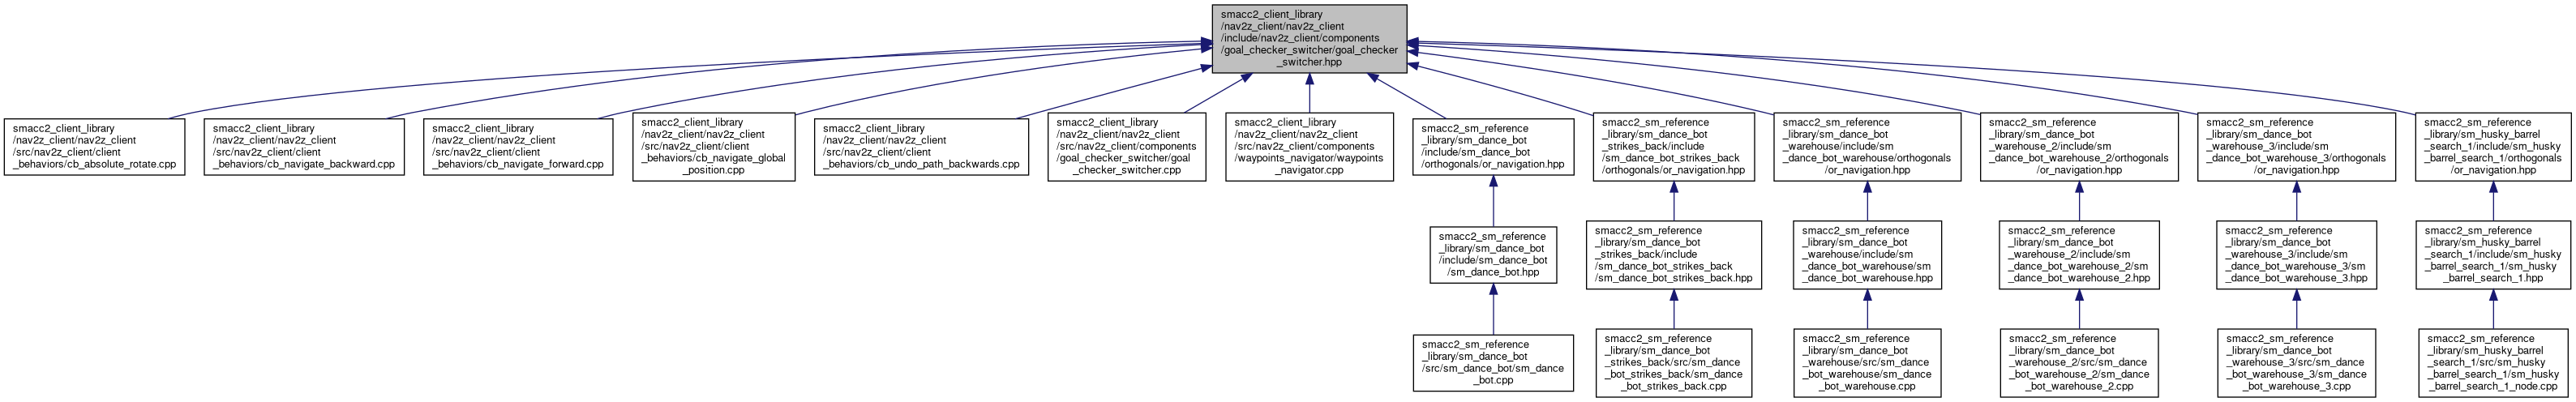 smacc2_client_library
/nav2z_client/nav2z_client
/include/nav2z_client/components
/goal_checker_switcher/goal_checker
_switcher.hpp
smacc2_client_library
/nav2z_client/nav2z_client
/src/nav2z_client/client
_behaviors/cb_absolute_rotate.cpp
smacc2_client_library
/nav2z_client/nav2z_client
/src/nav2z_client/client
_behaviors/cb_navigate_backward.cpp
smacc2_client_library
/nav2z_client/nav2z_client
/src/nav2z_client/client
_behaviors/cb_navigate_forward.cpp
smacc2_client_library
/nav2z_client/nav2z_client
/src/nav2z_client/client
_behaviors/cb_navigate_global
_position.cpp
smacc2_client_library
/nav2z_client/nav2z_client
/src/nav2z_client/client
_behaviors/cb_undo_path_backwards.cpp
smacc2_client_library
/nav2z_client/nav2z_client
/src/nav2z_client/components
/goal_checker_switcher/goal
_checker_switcher.cpp
smacc2_client_library
/nav2z_client/nav2z_client
/src/nav2z_client/components
/waypoints_navigator/waypoints
_navigator.cpp
smacc2_sm_reference
_library/sm_dance_bot
/include/sm_dance_bot
/orthogonals/or_navigation.hpp
smacc2_sm_reference
_library/sm_dance_bot
_strikes_back/include
/sm_dance_bot_strikes_back
/orthogonals/or_navigation.hpp
smacc2_sm_reference
_library/sm_dance_bot
_warehouse/include/sm
_dance_bot_warehouse/orthogonals
/or_navigation.hpp
smacc2_sm_reference
_library/sm_dance_bot
_warehouse_2/include/sm
_dance_bot_warehouse_2/orthogonals
/or_navigation.hpp
smacc2_sm_reference
_library/sm_dance_bot
_warehouse_3/include/sm
_dance_bot_warehouse_3/orthogonals
/or_navigation.hpp
smacc2_sm_reference
_library/sm_husky_barrel
_search_1/include/sm_husky
_barrel_search_1/orthogonals
/or_navigation.hpp
smacc2_sm_reference
_library/sm_dance_bot
/include/sm_dance_bot
/sm_dance_bot.hpp
smacc2_sm_reference
_library/sm_dance_bot
_strikes_back/include
/sm_dance_bot_strikes_back
/sm_dance_bot_strikes_back.hpp
smacc2_sm_reference
_library/sm_dance_bot
_warehouse/include/sm
_dance_bot_warehouse/sm
_dance_bot_warehouse.hpp
smacc2_sm_reference
_library/sm_dance_bot
_warehouse_2/include/sm
_dance_bot_warehouse_2/sm
_dance_bot_warehouse_2.hpp
smacc2_sm_reference
_library/sm_dance_bot
_warehouse_3/include/sm
_dance_bot_warehouse_3/sm
_dance_bot_warehouse_3.hpp
smacc2_sm_reference
_library/sm_husky_barrel
_search_1/include/sm_husky
_barrel_search_1/sm_husky
_barrel_search_1.hpp
smacc2_sm_reference
_library/sm_dance_bot
/src/sm_dance_bot/sm_dance
_bot.cpp
smacc2_sm_reference
_library/sm_dance_bot
_strikes_back/src/sm_dance
_bot_strikes_back/sm_dance
_bot_strikes_back.cpp
smacc2_sm_reference
_library/sm_dance_bot
_warehouse/src/sm_dance
_bot_warehouse/sm_dance
_bot_warehouse.cpp
smacc2_sm_reference
_library/sm_dance_bot
_warehouse_2/src/sm_dance
_bot_warehouse_2/sm_dance
_bot_warehouse_2.cpp
smacc2_sm_reference
_library/sm_dance_bot
_warehouse_3/src/sm_dance
_bot_warehouse_3/sm_dance
_bot_warehouse_3.cpp
smacc2_sm_reference
_library/sm_husky_barrel
_search_1/src/sm_husky
_barrel_search_1/sm_husky
_barrel_search_1_node.cpp